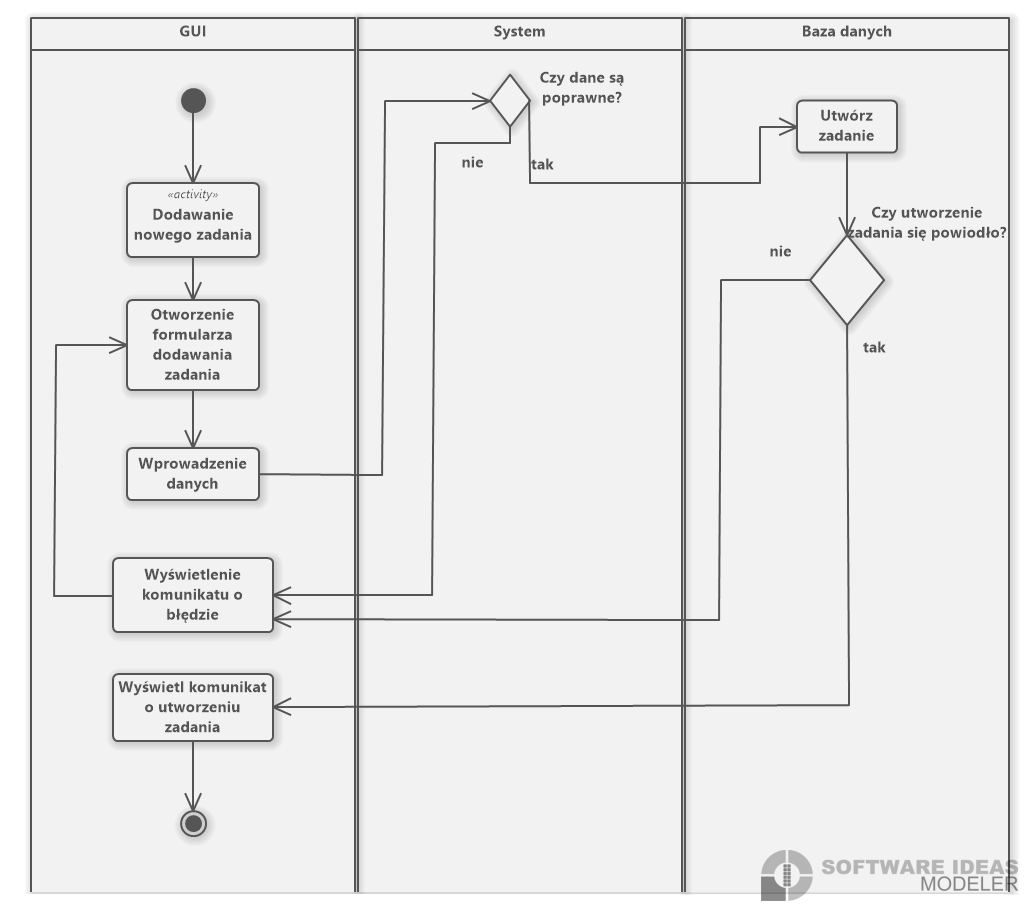 GUI
System
Baza danych
Czy dane są
poprawne?
nie
tak
Utwórz
zadanie
«activity»
Dodawanie
nowego zadania
Czy utworzenie
zadania się powiodło?
nie
tak
Otworzenie
formularza
dodawania
zadania
Wprowadzenie
danych
Wyświetlenie
komunikatu o
błędzie
Wyświetl komunikat
o utworzeniu
zadania
SOFTWARE IDEAS
MODELER